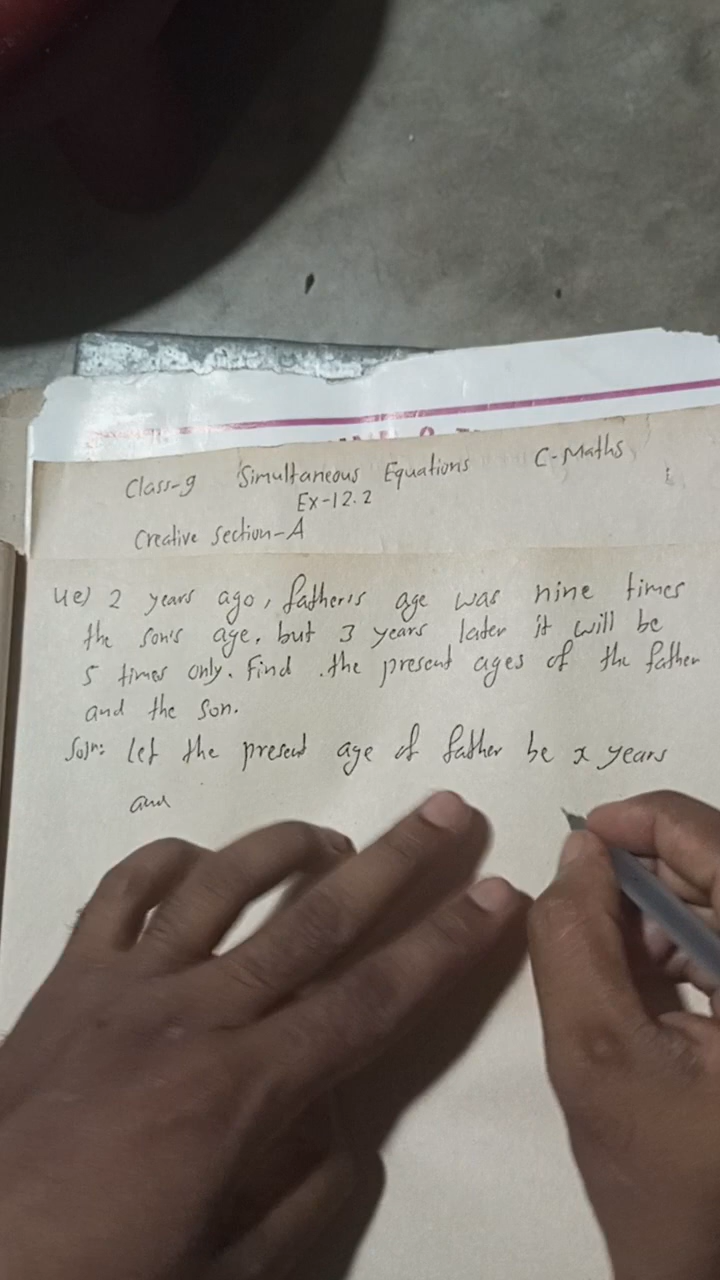 Class-9 Simultaneous Equations C-Maths
Ex-12.2
Creative Section-A
4e) 2 years ago, father's age was nine times
the son's age. but 3 years later it will be
5 times only. Find the present ages of the father
and the son.
Soln: let the present age of father be x years
and